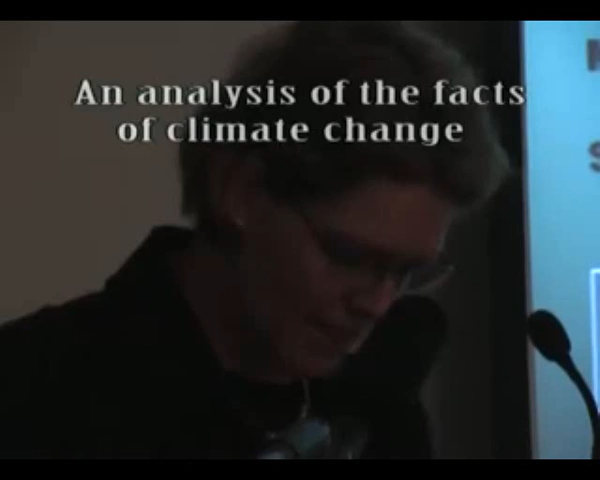 An analysis of the facts
of climate change